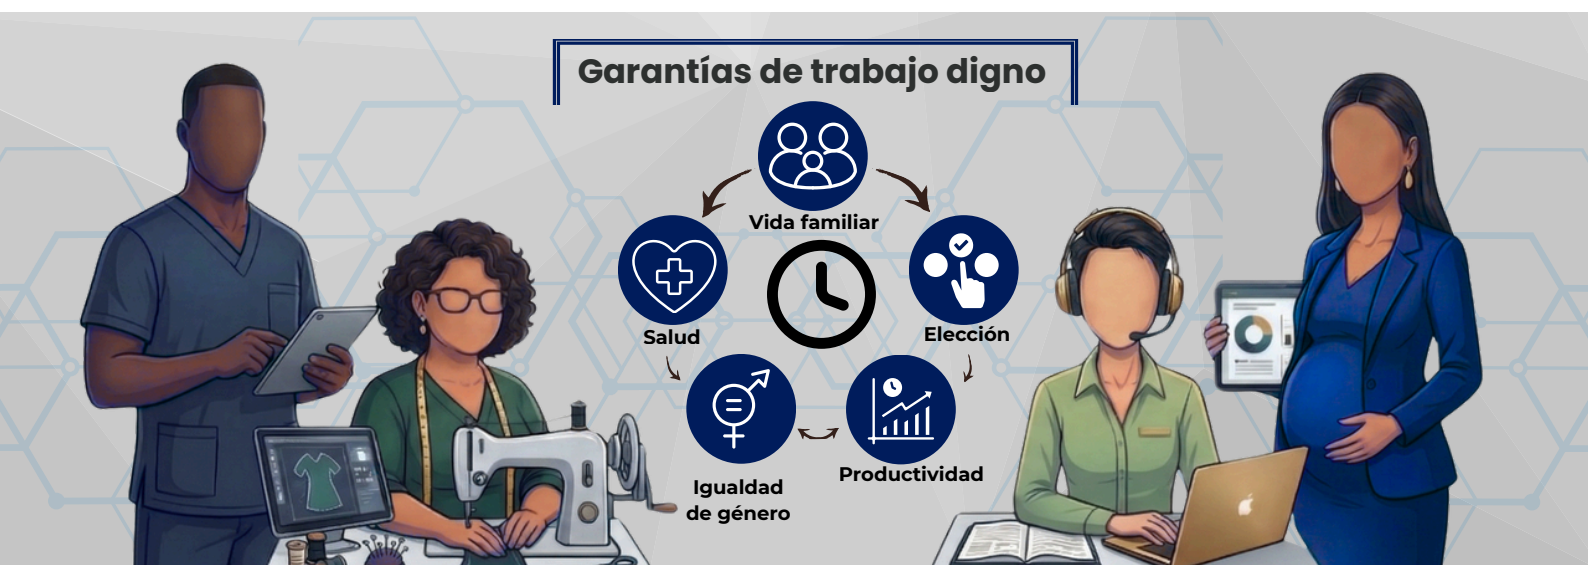 Garantías de trabajo digno
Vida familiar
Salud
Elección
Igualdad
de género
Productividad